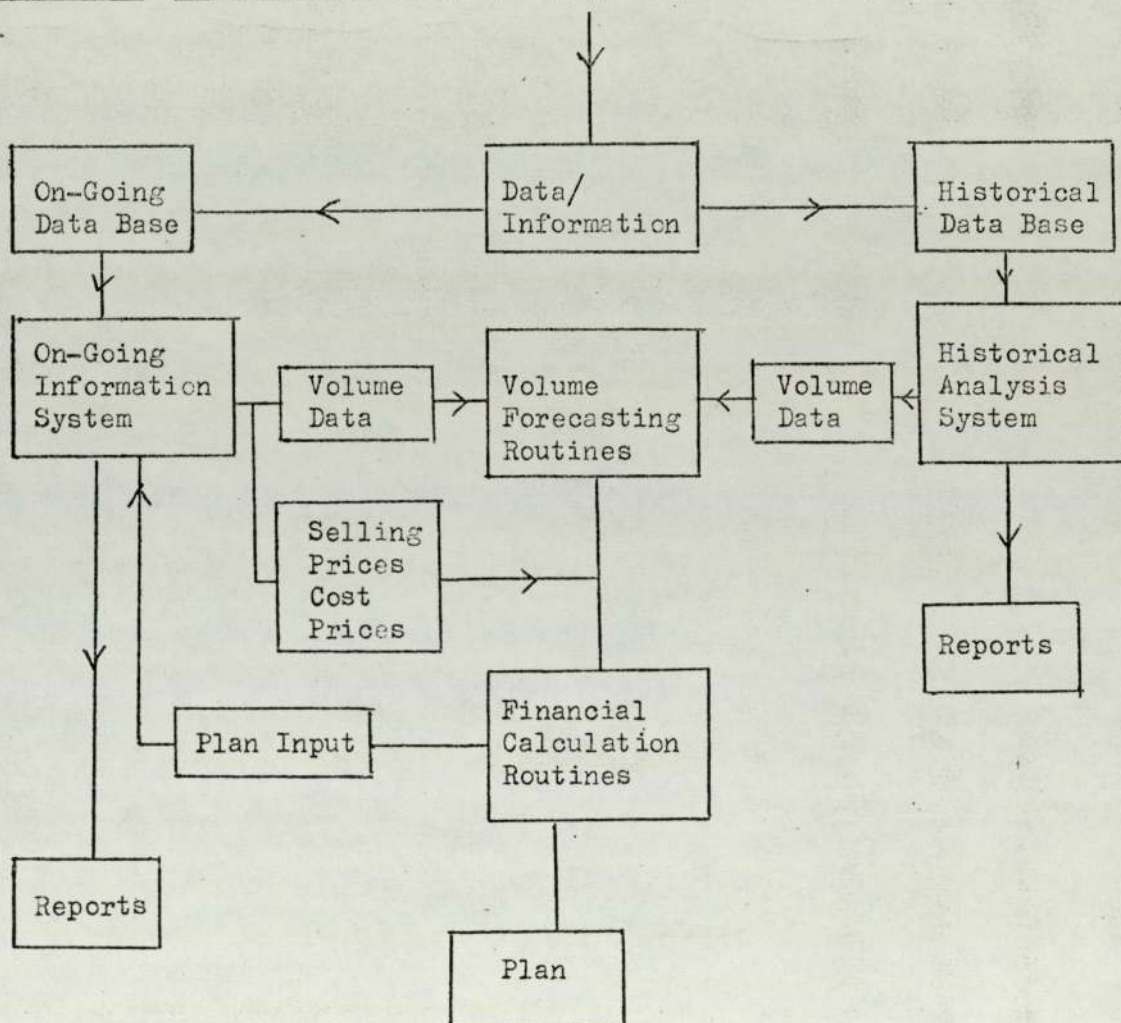 On-Going
Data Base
Data/
Information
Historical
Data Base
On-Going
Information
System
Volume
Data
Volume
Forecasting
Routines
Volume
Data
Historical
Analysis
System
Selling
Prices
Cost
Prices
Reports
Plan Input
Financial
Calculation
Routines
Reports
Plan